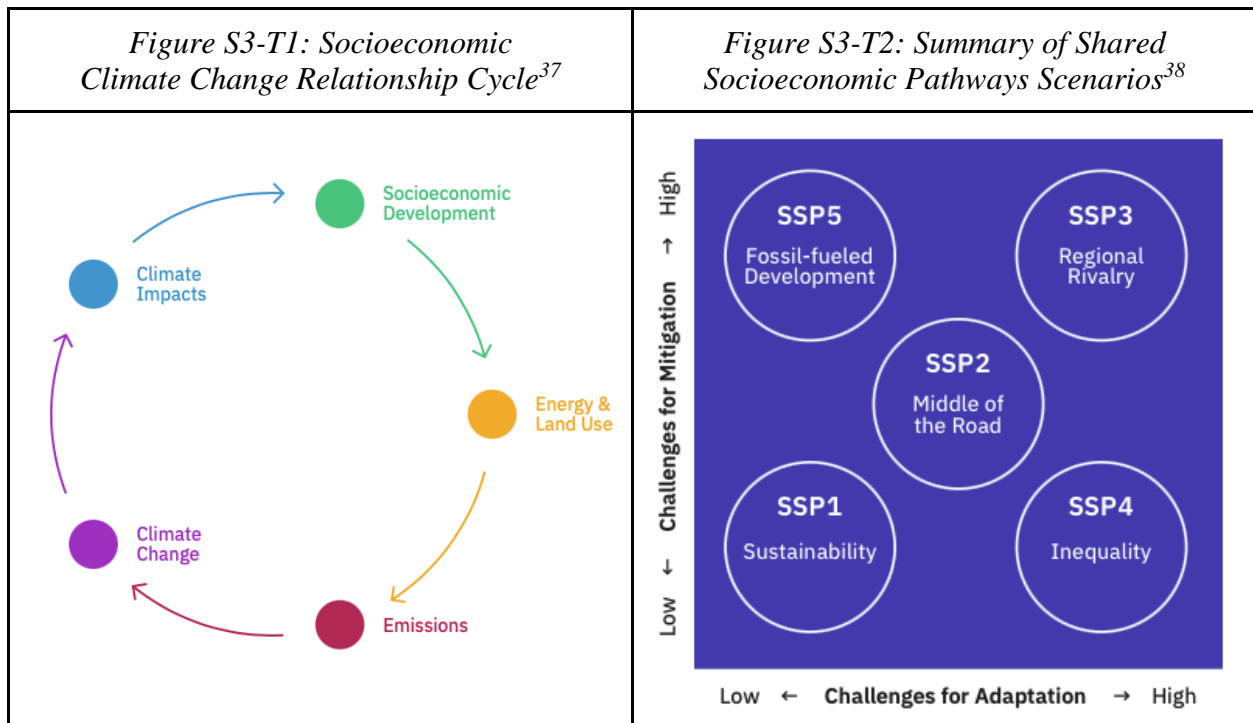 Figure S3-T1: Socioeconomic
Climate Change Relationship Cycle37
Figure S3-T2: Summary of Shared
Socioeconomic Pathways Scenarios38
Socioeconomic
Development
Climate
Impacts
Energy &
Land Use
Climate
Change
Emissions
Low ← Challenges for Mitigation → High
SSP5
Fossil-fueled
Development
SSP3
Regional
Rivalry
SSP2
Middle of
the Road
SSP1
Sustainability
SSP4
Inequality
Low ← Challenges for Adaptation → High